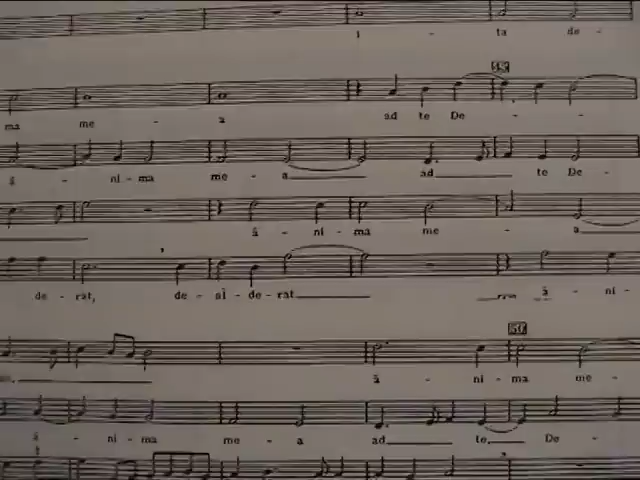 i - ta de -
45
ma me - a ad te De - - -
á - ni - ma me - a ad te De -
á - ni - ma me - a
de - rat, de - si - de - rat á - ni -
50
á - ni - ma me -
á - ni - ma me - a ad te, De -